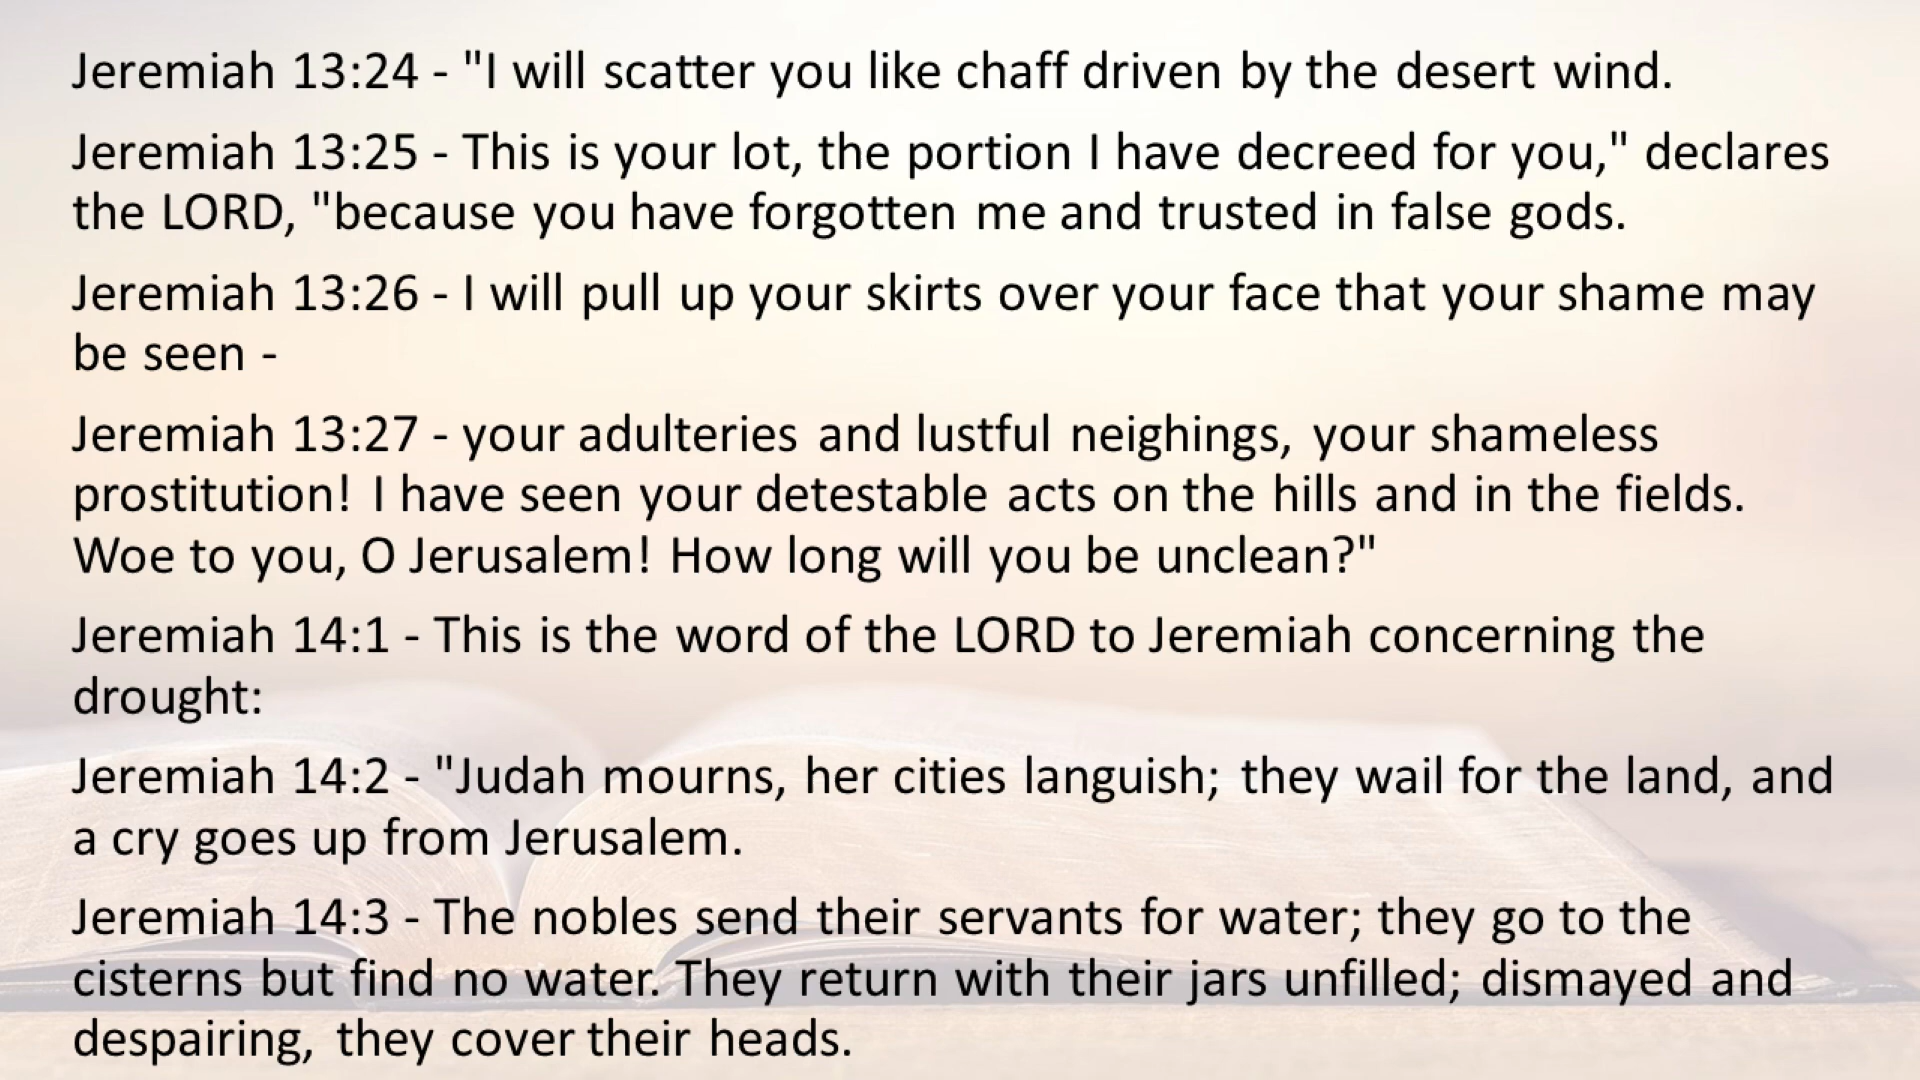 Jeremiah 13:24 - "I will scatter you like chaff driven by the desert wind.
Jeremiah 13:25 - This is your lot, the portion I have decreed for you," declares
the LORD, "because you have forgotten me and trusted in false gods.
Jeremiah 13:26 - I will pull up your skirts over your face that your shame may
be seen -
Jeremiah 13:27 - your adulteries and lustful neighings, your shameless
prostitution! I have seen your detestable acts on the hills and in the fields.
Woe to you, O Jerusalem! How long will you be unclean?"
Jeremiah 14:1 - This is the word of the LORD to Jeremiah concerning the
drought:
Jeremiah 14:2 - "Judah mourns, her cities languish; they wail for the land, and
a cry goes up from Jerusalem.
Jeremiah 14:3 - The nobles send their servants for water; they go to the
cisterns but find no water. They return with their jars unfilled; dismayed and
despairing, they cover their heads.